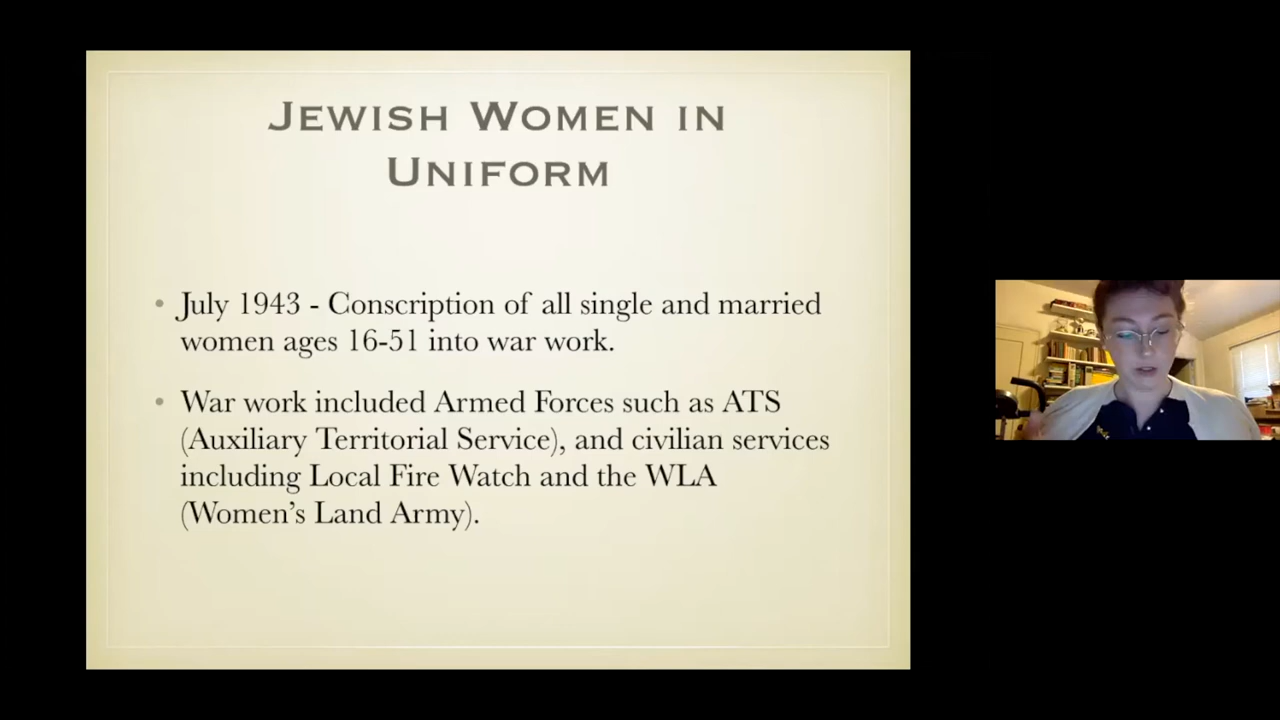 JEWISH WOMEN IN
UNIFORM
• July 1943 - Conscription of all single and married
women ages 16-51 into war work.
• War work included Armed Forces such as ATS
(Auxiliary Territorial Service), and civilian services
including Local Fire Watch and the WLA
(Women’s Land Army).